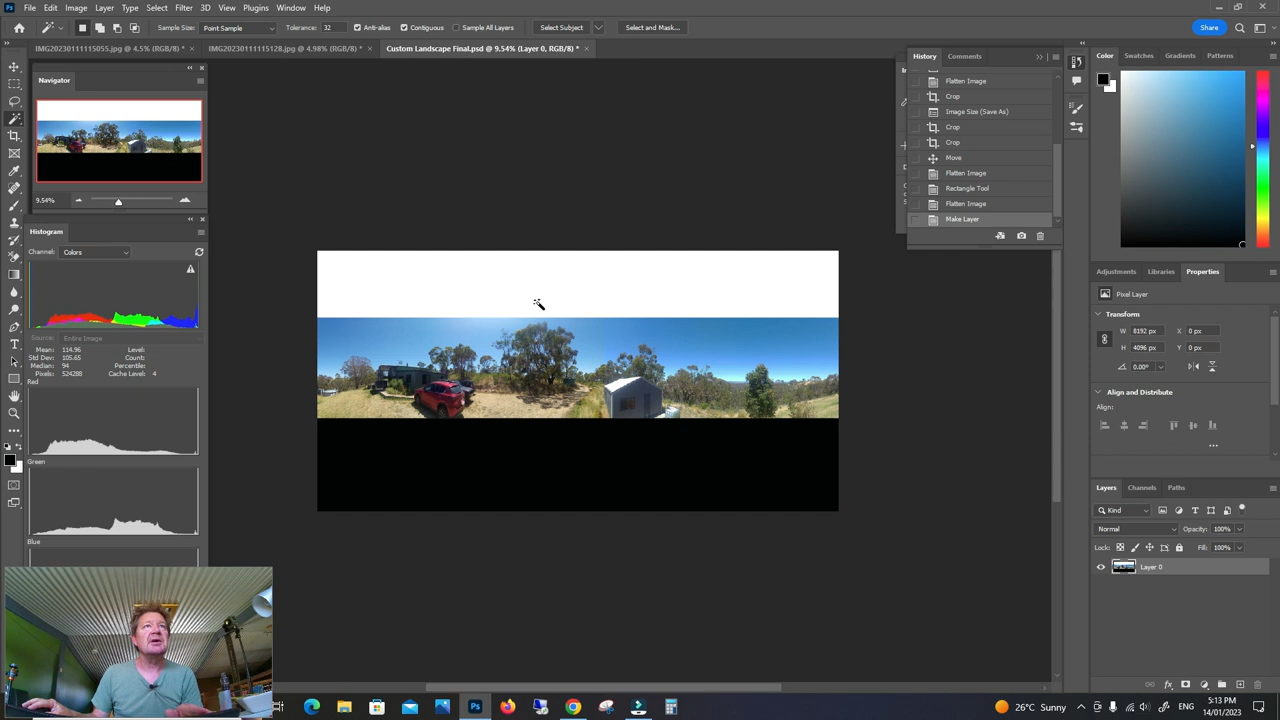 Ps File Edit Image Layer Type Select Filter 3D View Plugins Window Help
Sample Size: Point Sample Tolerance: 32 Anti-alias Contiguous Sample All Layers Select Subject Select and Mask... Share
IMG20230111115055.jpg @ 4.5% (RGB/8) * × IMG20230111115128.jpg @ 4.98% (RGB/8) * × Custom Landscape Final.psd @ 9.54% (Layer 0, RGB/8) * ×
Navigator
9.54%
Histogram
Channel: Colors
Source: Entire Image
Mean: 114.96 Level:
Std Dev: 105.65 Count:
Median: 94 Percentile:
Pixels: 524288 Cache Level: 4
Red
Green
Blue
History Comments
Flatten Image
Crop
Image Size (Save As)
Crop
Crop
Move
Flatten Image
Rectangle Tool
Flatten Image
Make Layer
Color Swatches Gradients Patterns
Adjustments Libraries Properties
Pixel Layer
Transform
W 8192 px X 0 px
H 4096 px Y 0 px
0.00°
Align and Distribute
Align:
Layers Channels Paths
Kind
Normal Opacity: 100%
Lock: Fill: 100%
Layer 0
Ps
26°C Sunny
ENG
5:13 PM
14/01/2023